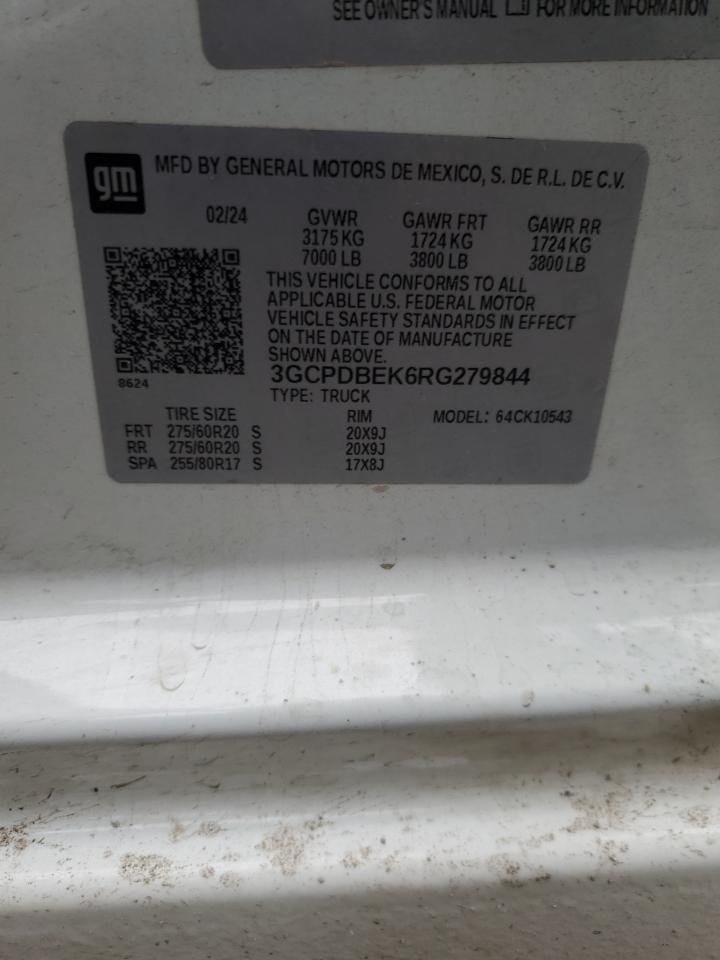 SEE OWNER'S MANUAL FOR MORE INFORMATION
gm
MFD BY GENERAL MOTORS DE MEXICO, S. DE R.L. DE C.V.
02/24 GVWR GAWR FRT GAWR RR
3175 KG 1724 KG 1724 KG
7000 LB 3800 LB 3800 LB
THIS VEHICLE CONFORMS TO ALL
APPLICABLE U.S. FEDERAL MOTOR
VEHICLE SAFETY STANDARDS IN EFFECT
ON THE DATE OF MANUFACTURE
SHOWN ABOVE.
8624
3GCPDBEK6RG279844
TYPE: TRUCK
TIRE SIZE RIM MODEL: 64CK10543
FRT 275/60R20 S 20X9J
RR 275/60R20 S 20X9J
SPA 255/80R17 S 17X8J